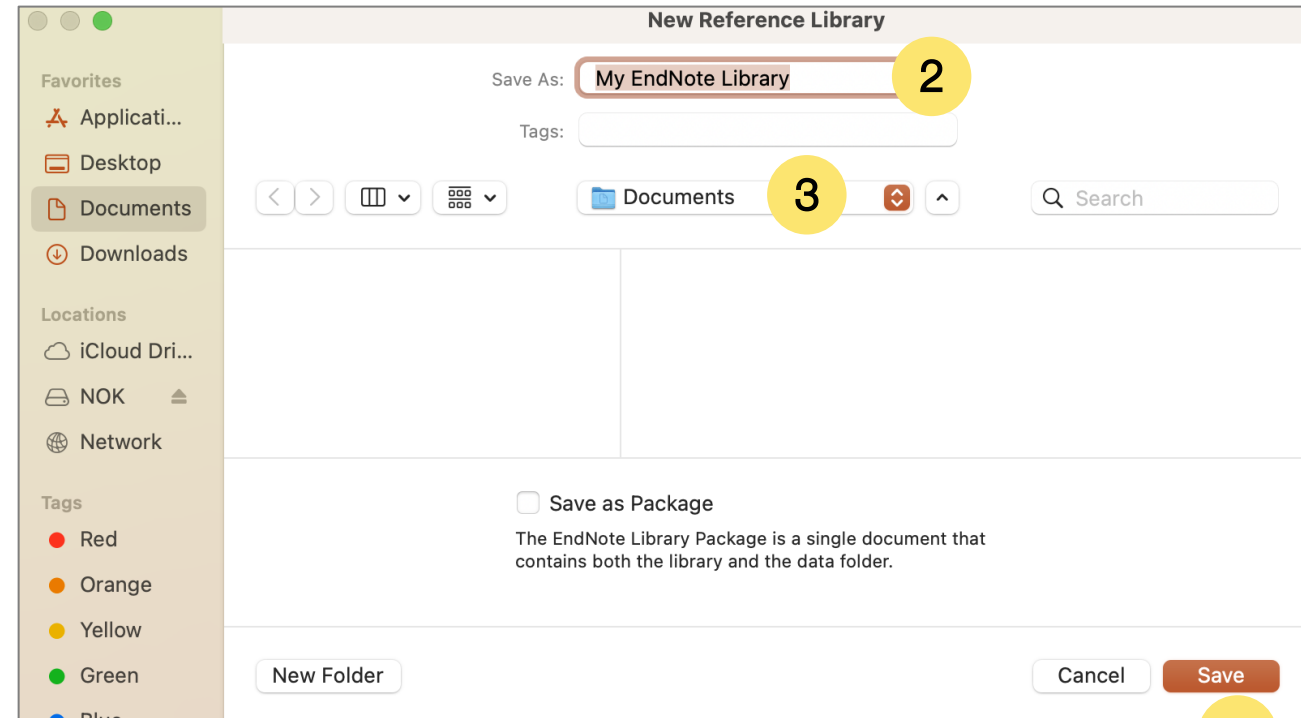 New Reference Library
Favorites
Applicati...
Desktop
Documents
Downloads
Locations
iCloud Dri...
NOK
Network
Tags
Red
Orange
Yellow
Green
Save As: My EndNote Library 2
Tags:
Documents 3
Search
Save as Package
The EndNote Library Package is a single document that
contains both the library and the data folder.
New Folder
Cancel
Save